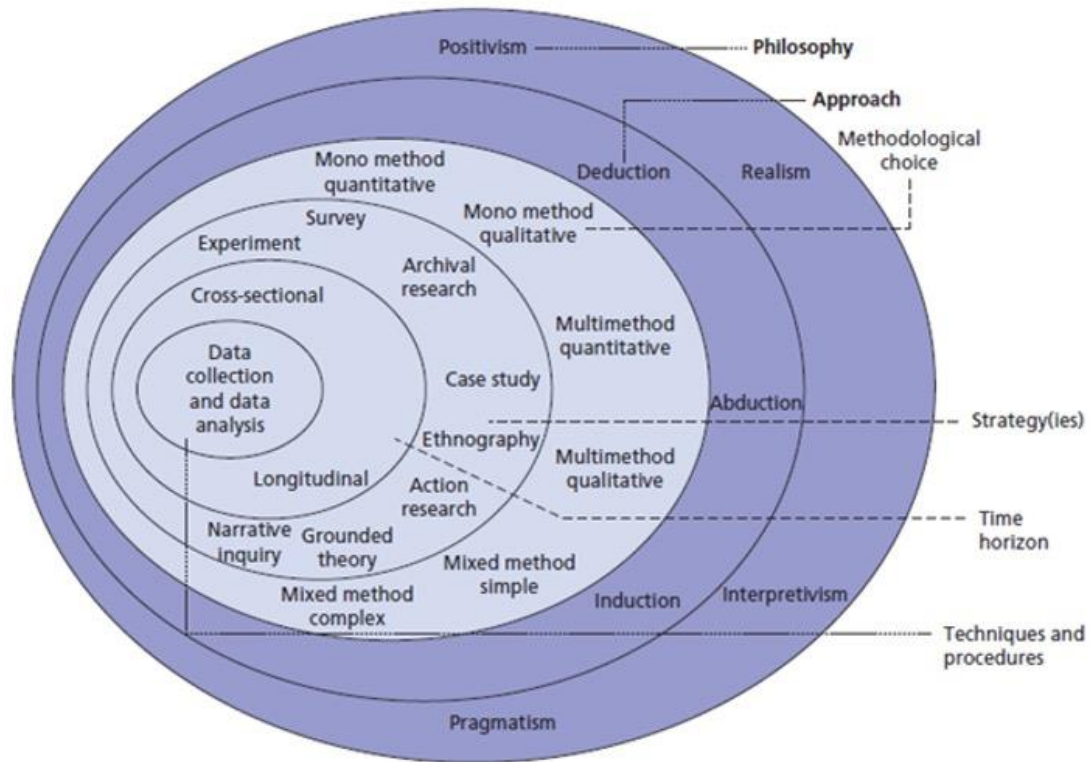 Positivism
Philosophy
Approach
Methodological
choice
Mono method
quantitative
Deduction
Realism
Survey
Mono method
qualitative
Experiment
Archival
research
Cross-sectional
Multimethod
quantitative
Data
collection
and data
analysis
Case study
Abduction
Strategy(ies)
Ethnography
Multimethod
qualitative
Longitudinal
Action
research
Time
horizon
Narrative
inquiry
Grounded
theory
Mixed method
simple
Mixed method
complex
Induction
Interpretivism
Techniques and
procedures
Pragmatism